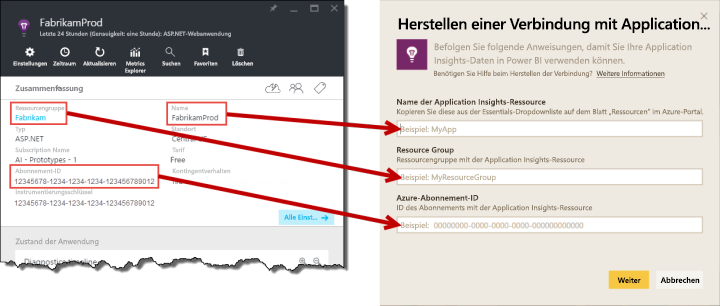 FabrikamProd
Letzte 24 Stunden (Genauigkeit: eine Stunde): ASP.NET-Webanwendung
Einstellungen Zeitraum Aktualisieren Metrics Explorer Suchen Favoriten Löschen
Zusammenfassung
Ressourcengruppe
Fabrikam
Name
FabrikamProd
Typ
ASP.NET
Standort
Subscription Name
AI - Prototypes - 1
Tarif
Free
Abonnement-ID
12345678-1234-1234-1234-123456789012
Kontingentverhalten
Instrumentierungsschlüssel
12345678-1234-1234-1234-123456789012
Alle Einst... →
Zustand der Anwendung
Herstellen einer Verbindung mit Application...
Befolgen Sie folgende Anweisungen, damit Sie Ihre Application
Insights-Daten in Power BI verwenden können.
Benötigen Sie Hilfe beim Herstellen der Verbindung? Weitere Informationen
Name der Application Insights-Ressource
Kopieren Sie diese aus der Essentials-Dropdownliste auf dem Blatt „Ressourcen" im Azure-Portal.
Beispiel: MyApp
Resource Group
Ressourcengruppe mit der Application Insights-Ressource
Beispiel: MyResourceGroup
Azure-Abonnement-ID
ID des Abonnements mit der Application Insights-Ressource
Beispiel: 00000000-0000-0000-0000-000000000000
Weiter Abbrechen